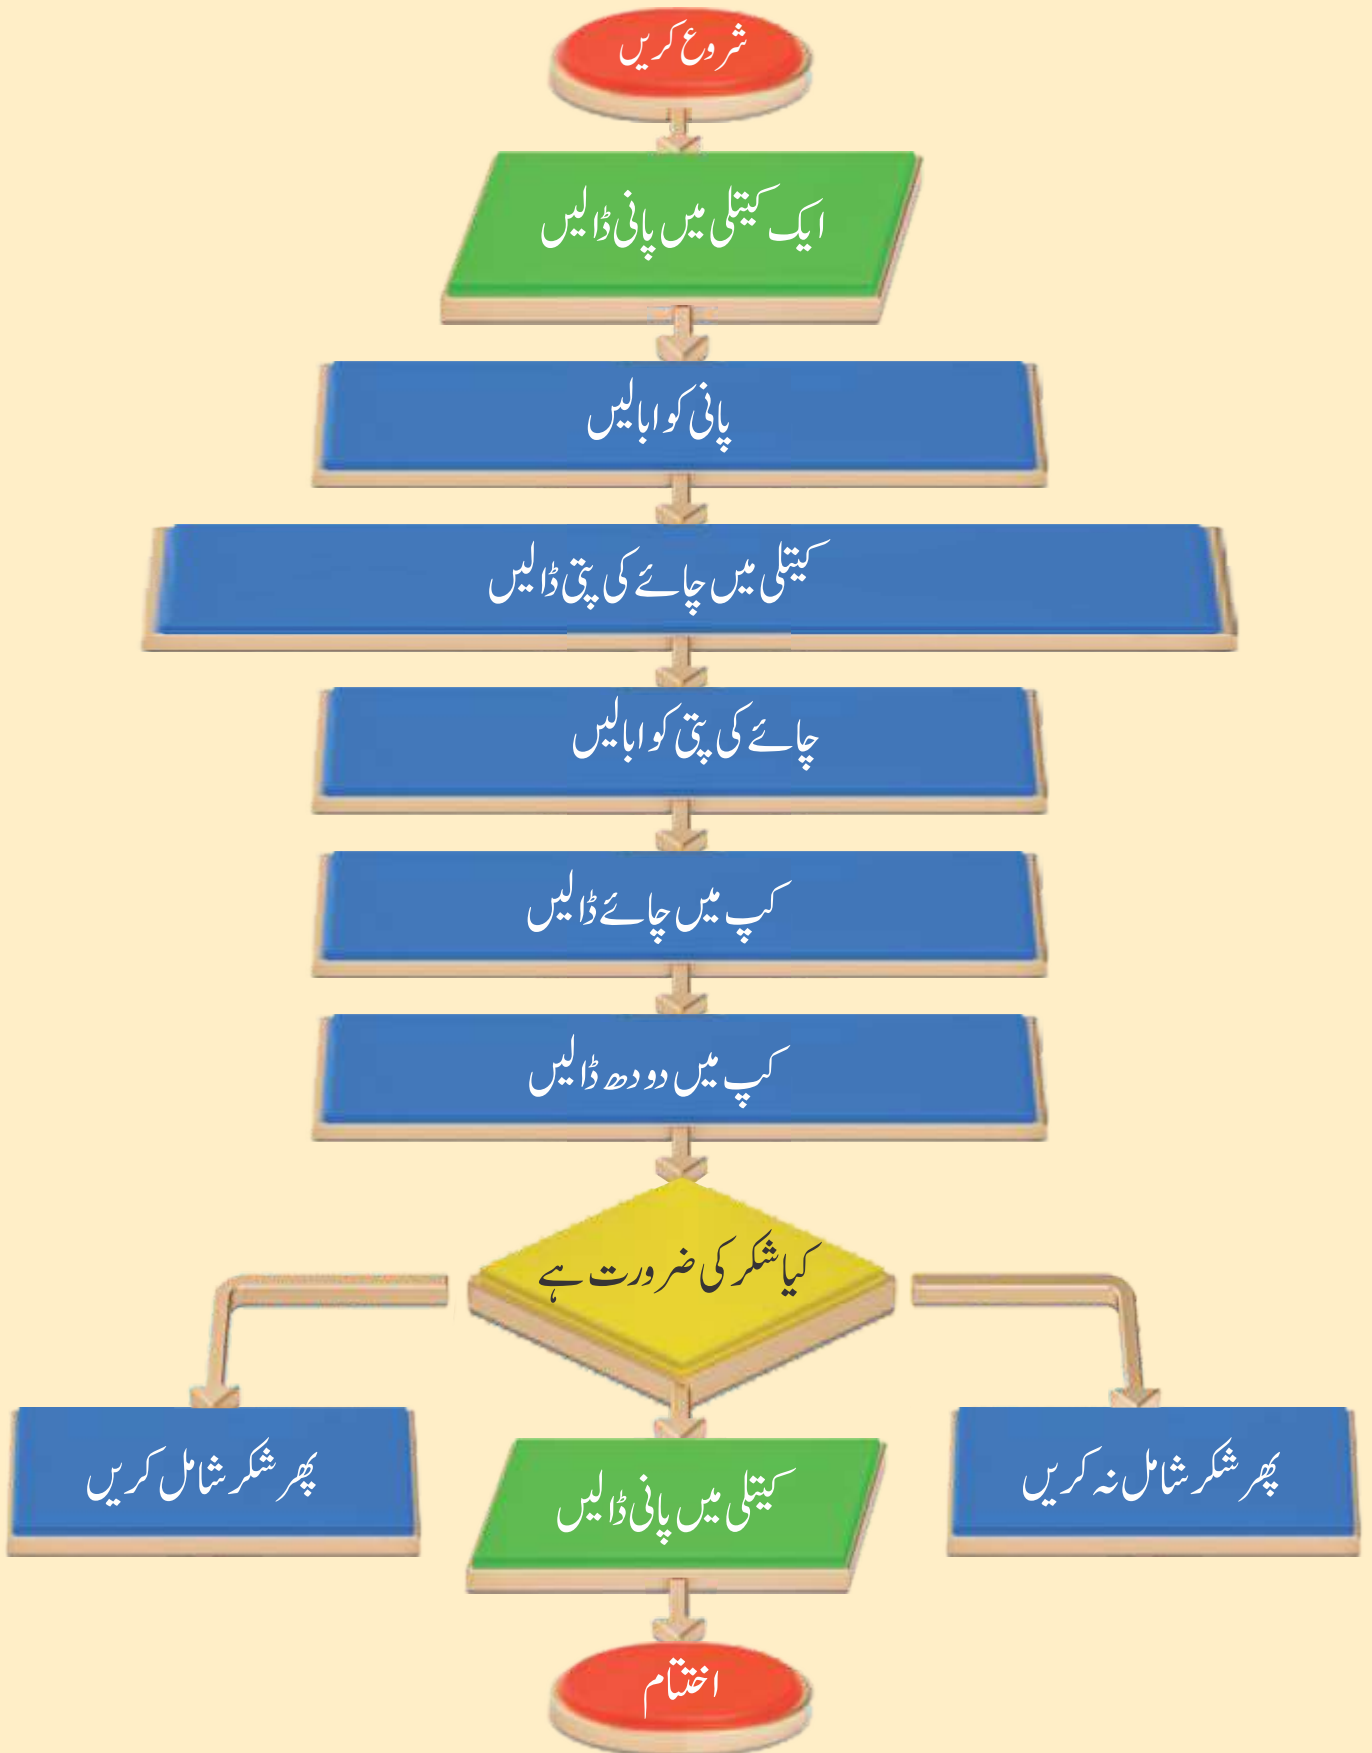 شروع کریں
ایک کیتلی میں پانی ڈالیں
پانی کو ابالیں
کیتلی میں چائے کی پتی ڈالیں
چائے کی پتی کو ابالیں
کپ میں چائے ڈالیں
کپ میں دودھ ڈالیں
کیا شکر کی ضرورت ہے
پھر شکر شامل نہ کریں
پھر شکر شامل کریں
کیتلی میں پانی ڈالیں
اختتام